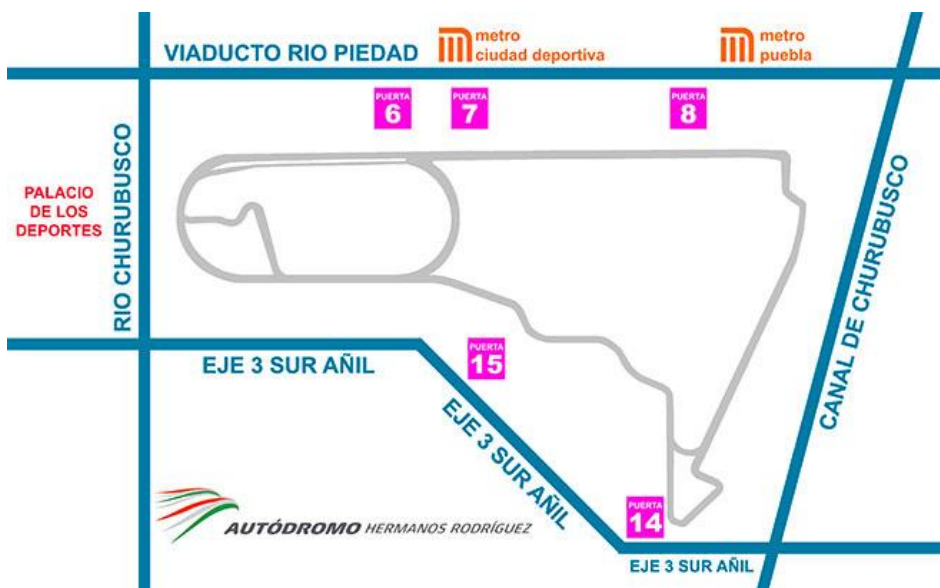 metro
ciudad deportiva
metro
puebla
VIADUCTO RIO PIEDAD
PUERTA
6
PUERTA
7
PUERTA
8
PALACIO
DE LOS
DEPORTES
RIO CHURUBUSCO
CANAL DE CHURUBUSCO
EJE 3 SUR AÑIL
PUERTA
15
EJE 3 SUR AÑIL
PUERTA
14
AUTÓDROMO HERMANOS RODRÍGUEZ
EJE 3 SUR AÑIL